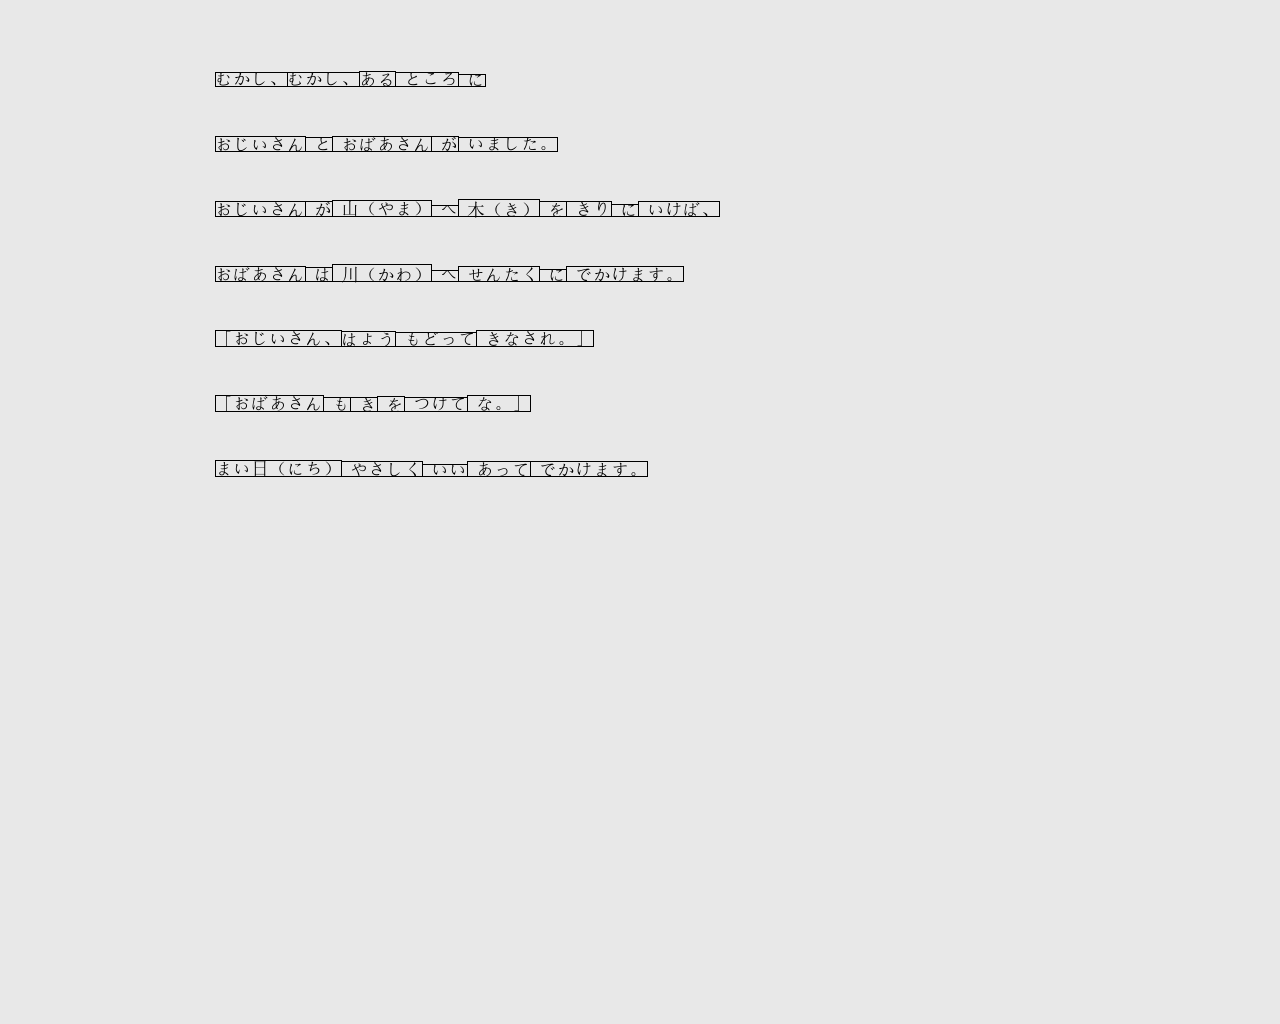 むかし、むかし、ある ところ に
おじいさん と おばあさん が いました。
おじいさん が 山（やま） へ 木（き） を きり に いけば、
おばあさん は 川（かわ） へ せんたく に でかけます。
「おじいさん、はよう もどって きなされ。」
「おばあさん も き を つけて な。」
まい日（にち） やさしく いい あって でかけます。